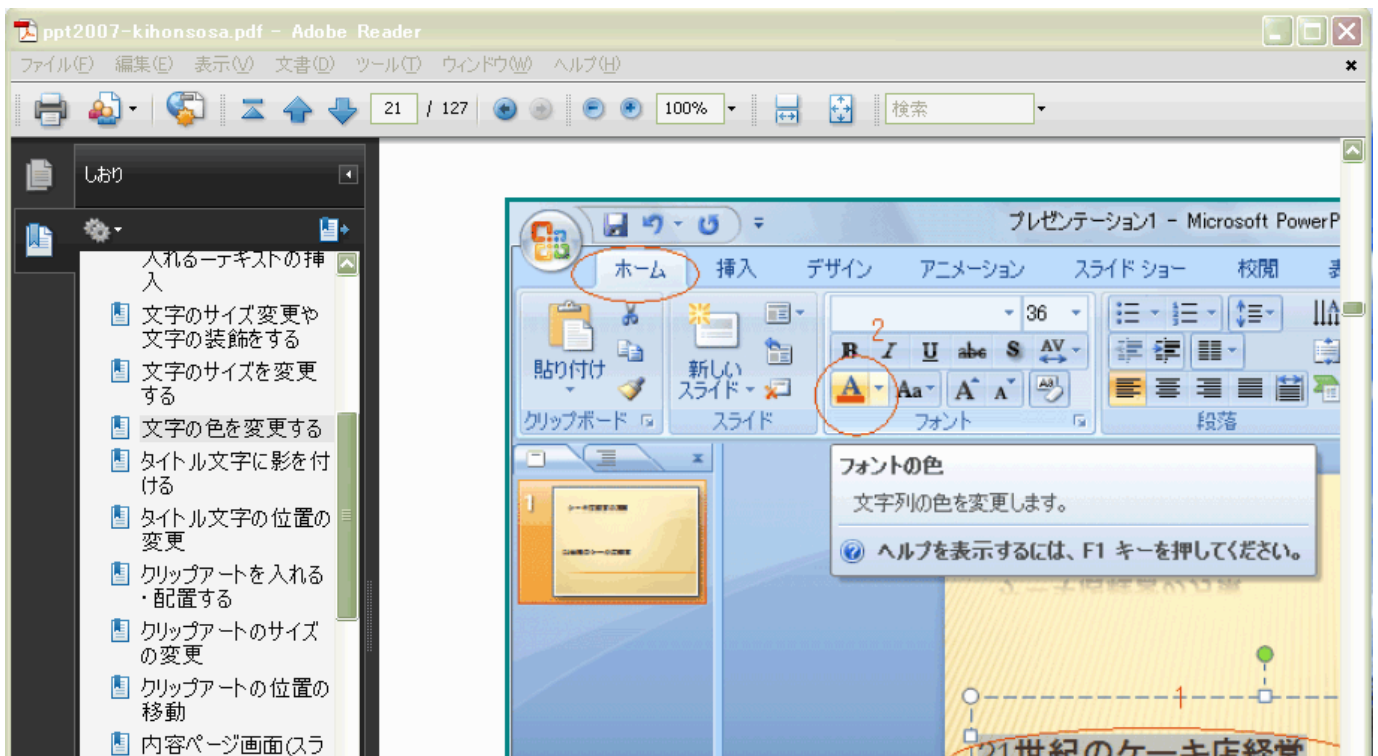 ppt2007-kihonsosa.pdf - Adobe Reader
ファイル(F) 編集(E) 表示(V) 文書(D) ツール(T) ウィンドウ(W) ヘルプ(H)
21 / 127 100% 検索
しおり
入れる－テキストの挿
入
文字のサイズ変更や
文字の装飾をする
文字のサイズを変更
する
文字の色を変更する
タイトル文字に影を付
ける
タイトル文字の位置の
変更
クリップアートを入れる
・配置する
クリップアートのサイズ
の変更
クリップアートの位置の
移動
内容ページ画面(スラ
プレゼンテーション1 - Microsoft PowerP
ホーム 挿入 デザイン アニメーション スライド ショー 校閲 表
貼り付け
クリップボード
新しい
スライド
スライド
36
2
B I U abc S AV
A Aa A A
フォント
段落
フォントの色
文字列の色を変更します。
ヘルプを表示するには、F1 キーを押してください。
1
1
21世紀のケーキ店経営